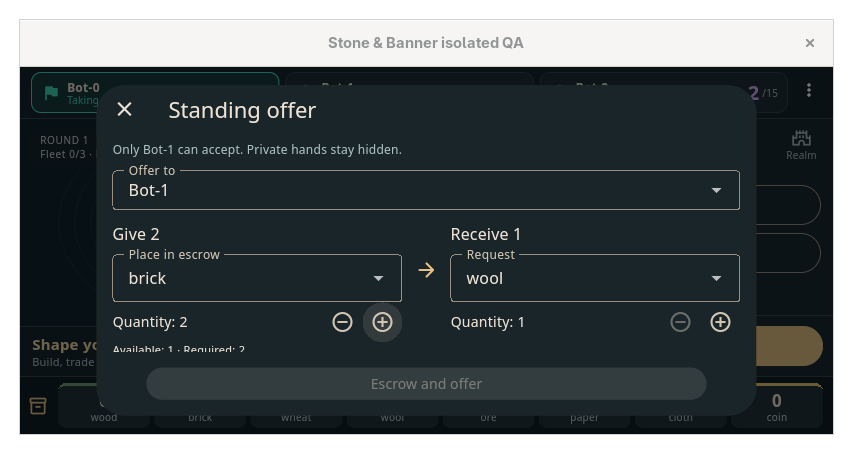 Stone & Banner isolated QA
Bot-0
Taking
2 /15
Standing offer
ROUND 1
Fleet 0/3 ·
Realm
Only Bot-1 can accept. Private hands stay hidden.
Offer to
Bot-1
Give 2
Receive 1
Place in escrow
brick
Request
wool
Quantity: 2
Quantity: 1
Available: 1 · Required: 2
Shape yo
Build, trade
Escrow and offer
0
wood
brick
wheat
wool
ore
paper
cloth
coin